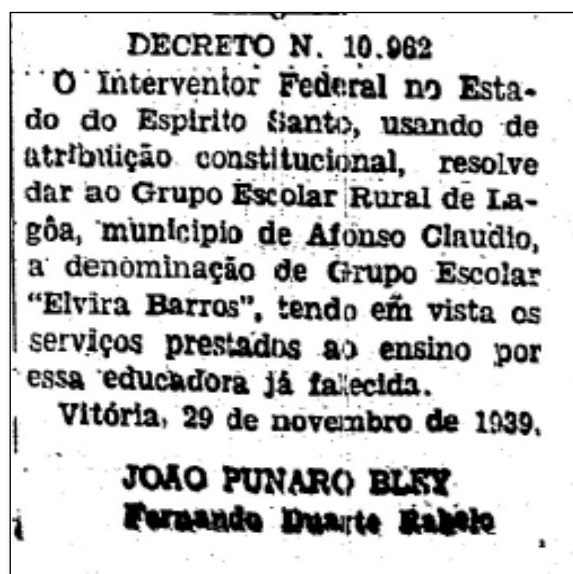 DECRETO N. 10.962
O Interventor Federal no Esta-
do do Espirito Santo, usando de
atribuição constitucional, resolve
dar ao Grupo Escolar Rural de La-
gôa, municipio de Afonso Claudio,
a denominação de Grupo Escolar
“Elvira Barros”, tendo em vista os
serviços prestados ao ensino por
essa educadora já falecida.
Vitória, 29 de novembro de 1939.
JOAO PUNARO BLEY
Fernando Duarte Rabelo